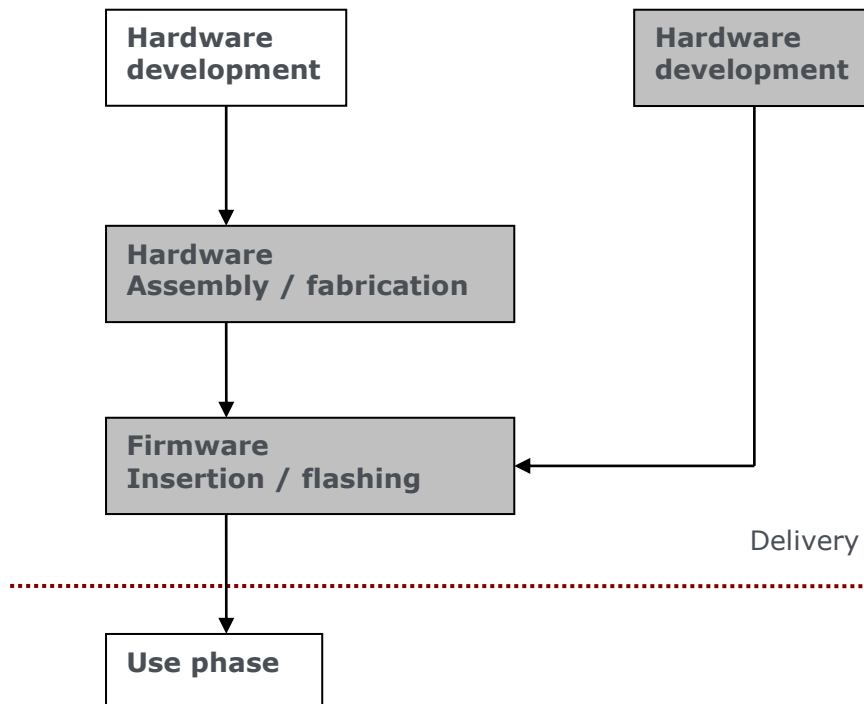 Hardware
development
Hardware
development
Hardware
Assembly / fabrication
Firmware
Insertion / flashing
Delivery
Use phase